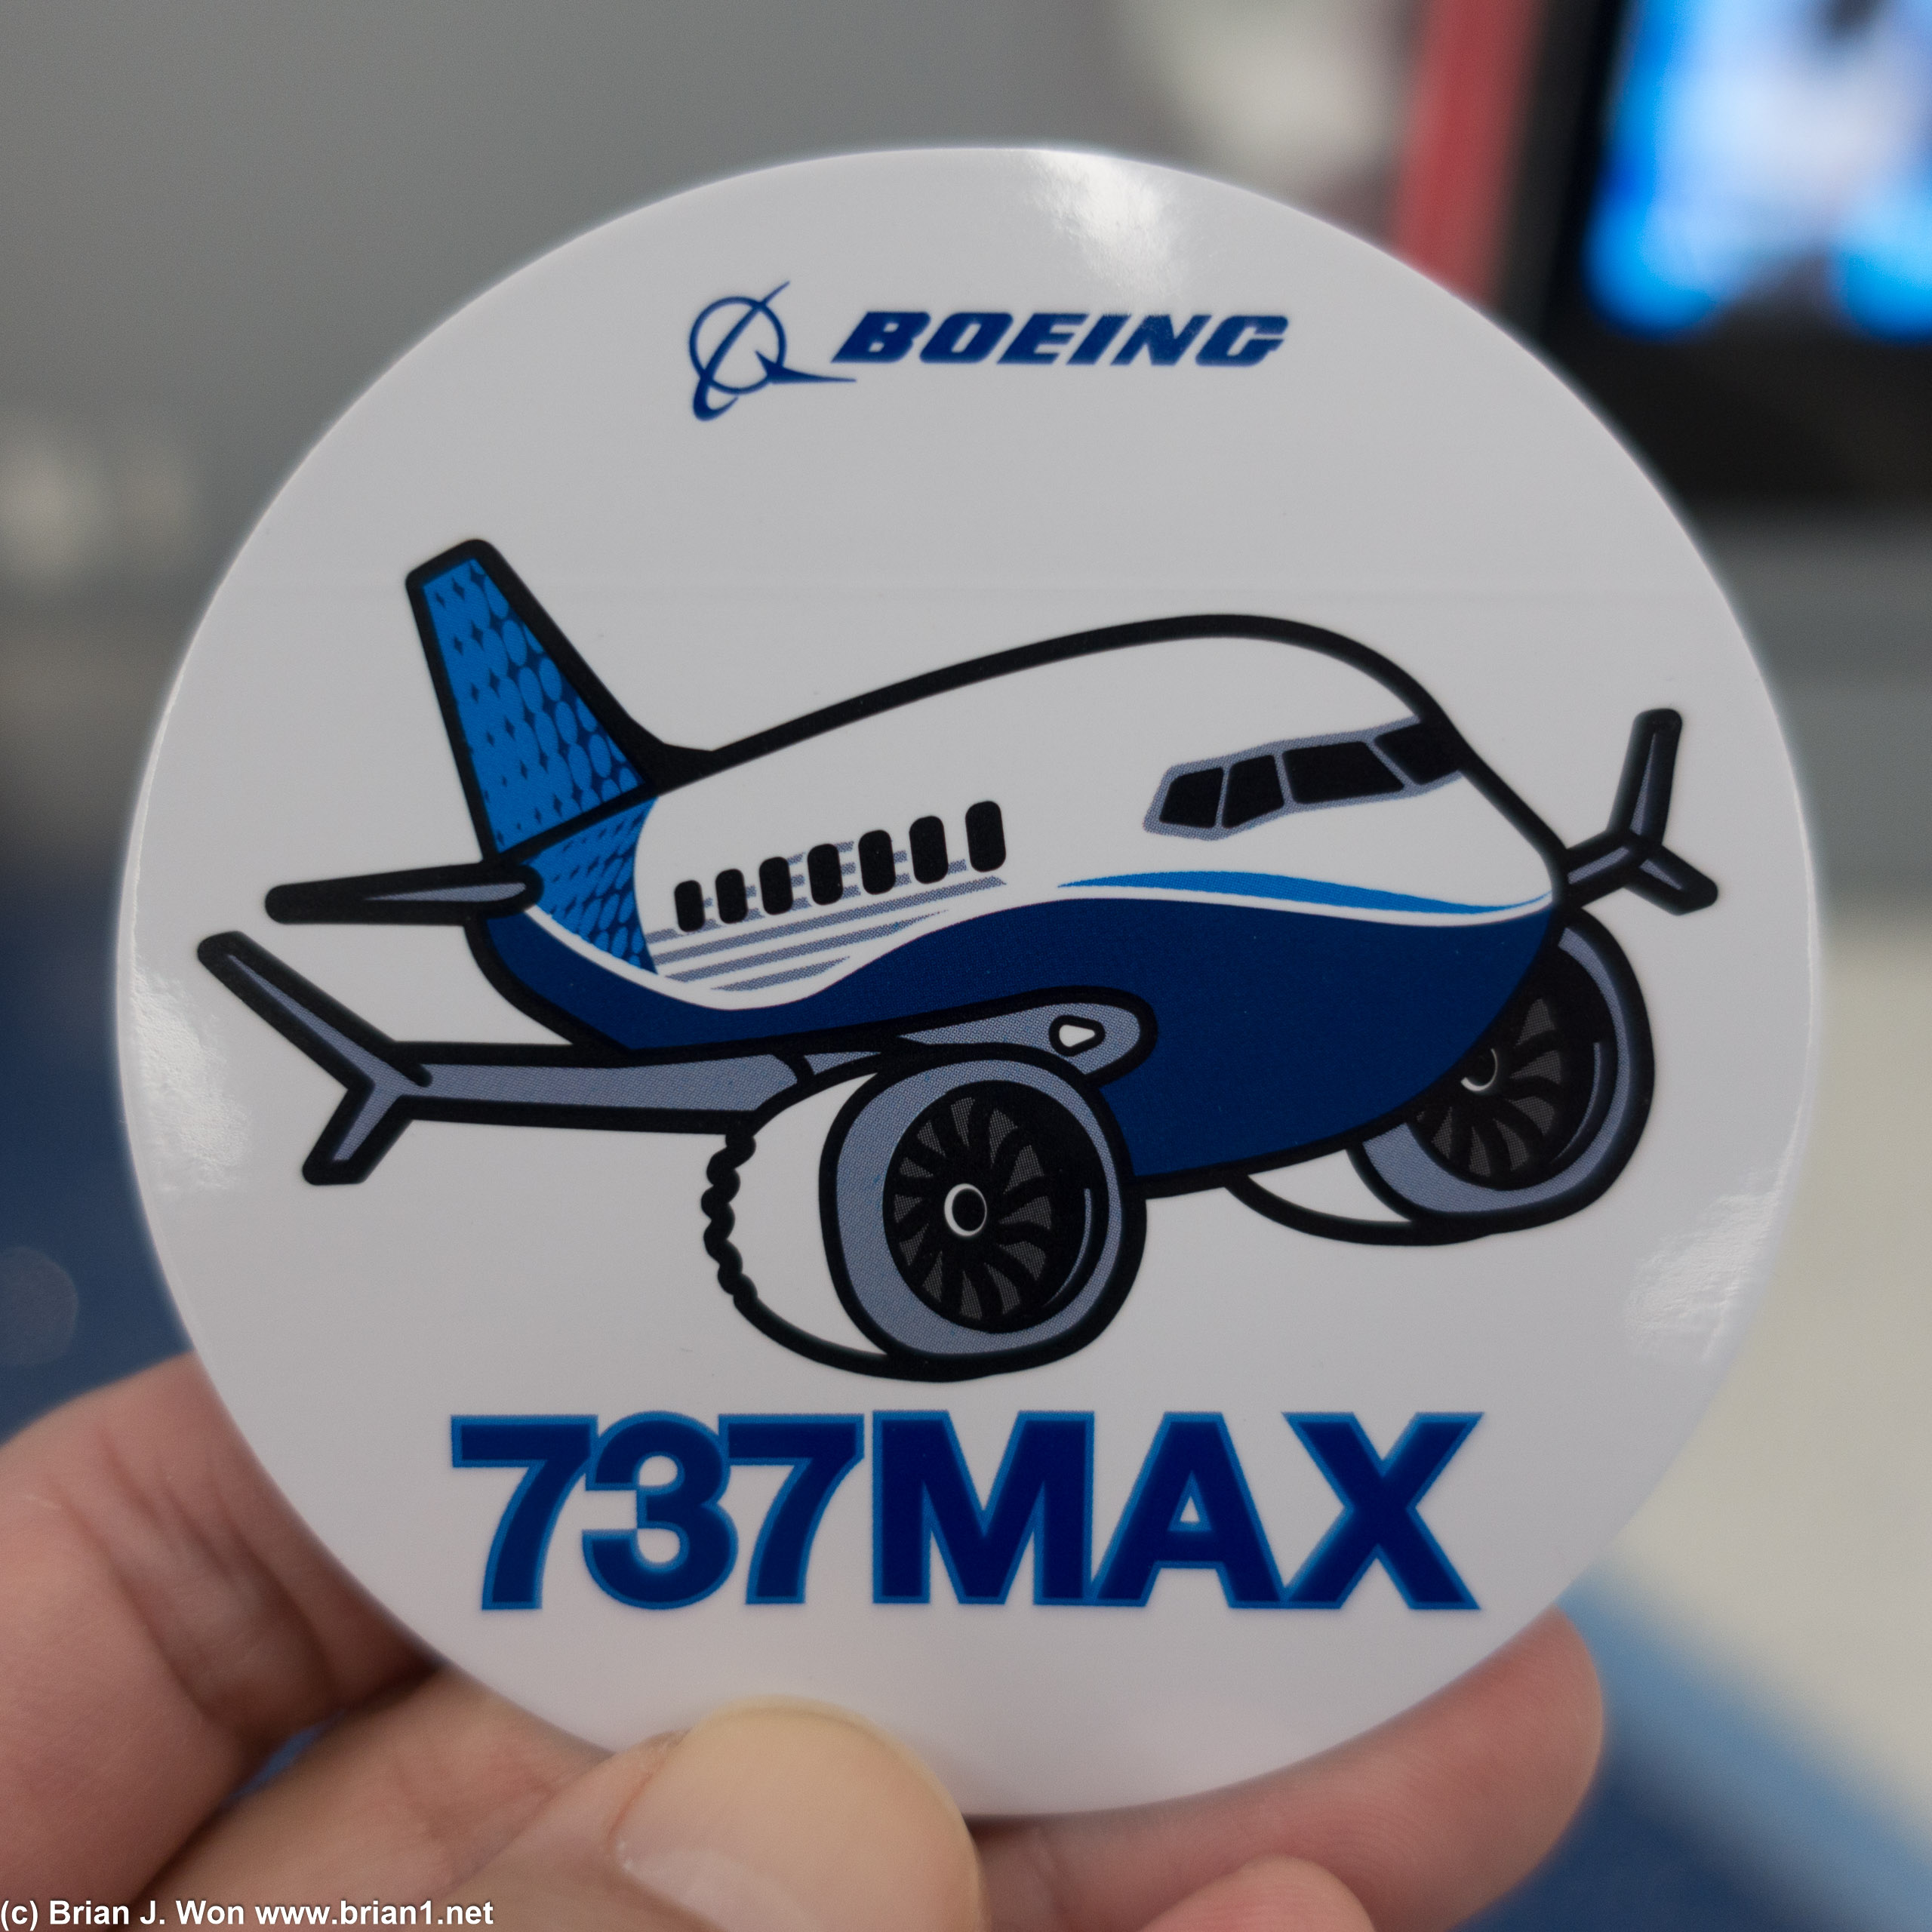 BOEING
737MAX
(c) Brian J. Won www.brian1.net